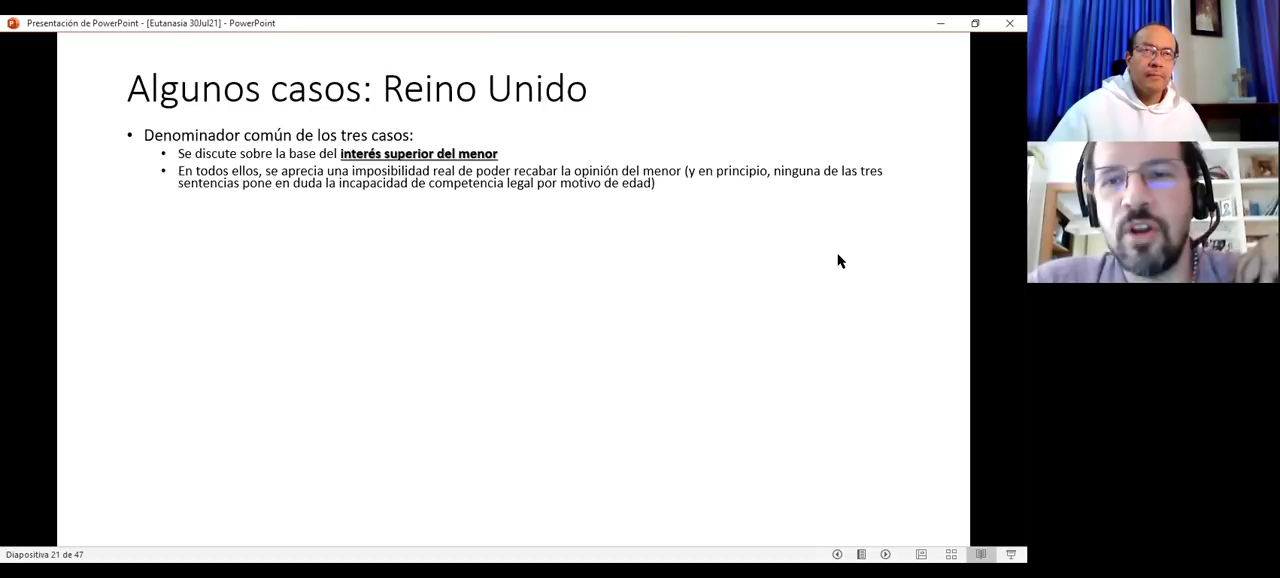 Presentación de PowerPoint - [Eutanasia 30Jul21] - PowerPoint
Algunos casos: Reino Unido
• Denominador común de los tres casos:
• Se discute sobre la base del interés superior del menor
• En todos ellos, se aprecia una imposibilidad real de poder recabar la opinión del menor (y en principio, ninguna de las tres
sentencias pone en duda la incapacidad de competencia legal por motivo de edad)
Diapositiva 21 de 47